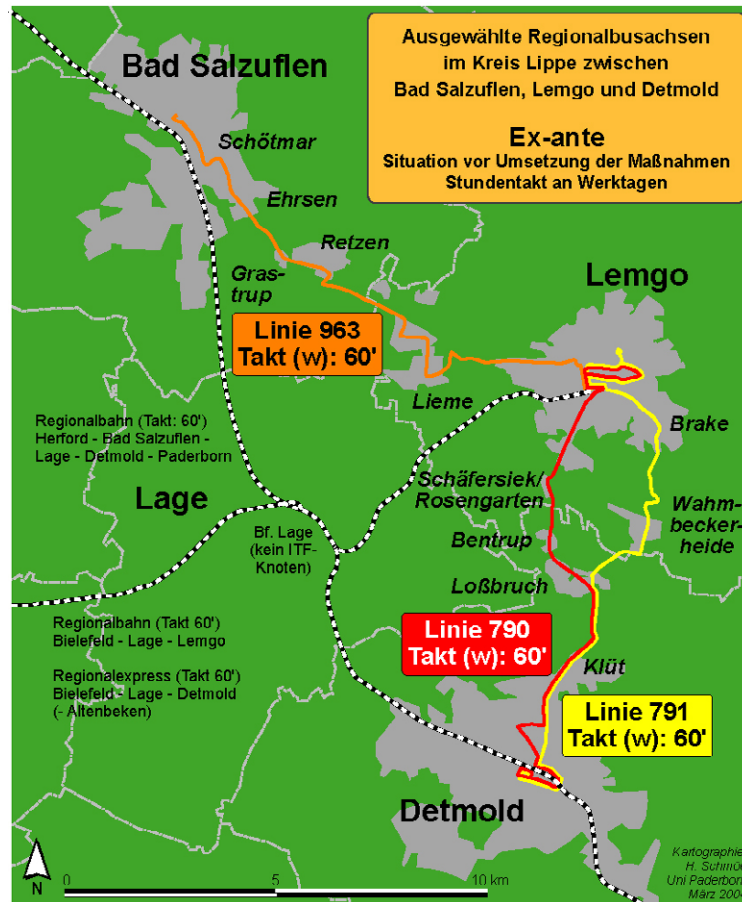 Ausgewählte Regionalbusachsen
im Kreis Lippe zwischen
Bad Salzuflen, Lemgo und Detmold
Ex-ante
Situation vor Umsetzung der Maßnahmen
Stundentakt an Werktagen
Bad Salzuflen
Schötmar
Ehrsen
Retzen
Gras-
trup
Lemgo
Linie 963
Takt (w): 60'
Lieme
Brake
Regionalbahn (Takt: 60')
Herford - Bad Salzuflen -
Lage - Detmold - Paderborn
Schäfersiek/
Rosengarten
Lage
Wahm-
becker-
heide
Bf. Lage
(kein ITF-
Knoten)
Bentrup
Loßbruch
Regionalbahn (Takt 60')
Bielefeld - Lage - Lemgo
Linie 790
Takt (w): 60'
Klüt
Regionalexpress (Takt 60')
Bielefeld - Lage - Detmold
(- Altenbeken)
Linie 791
Takt (w): 60'
Detmold
Kartographie
H.
Uni Paderborn
März
N
0 5 10 km